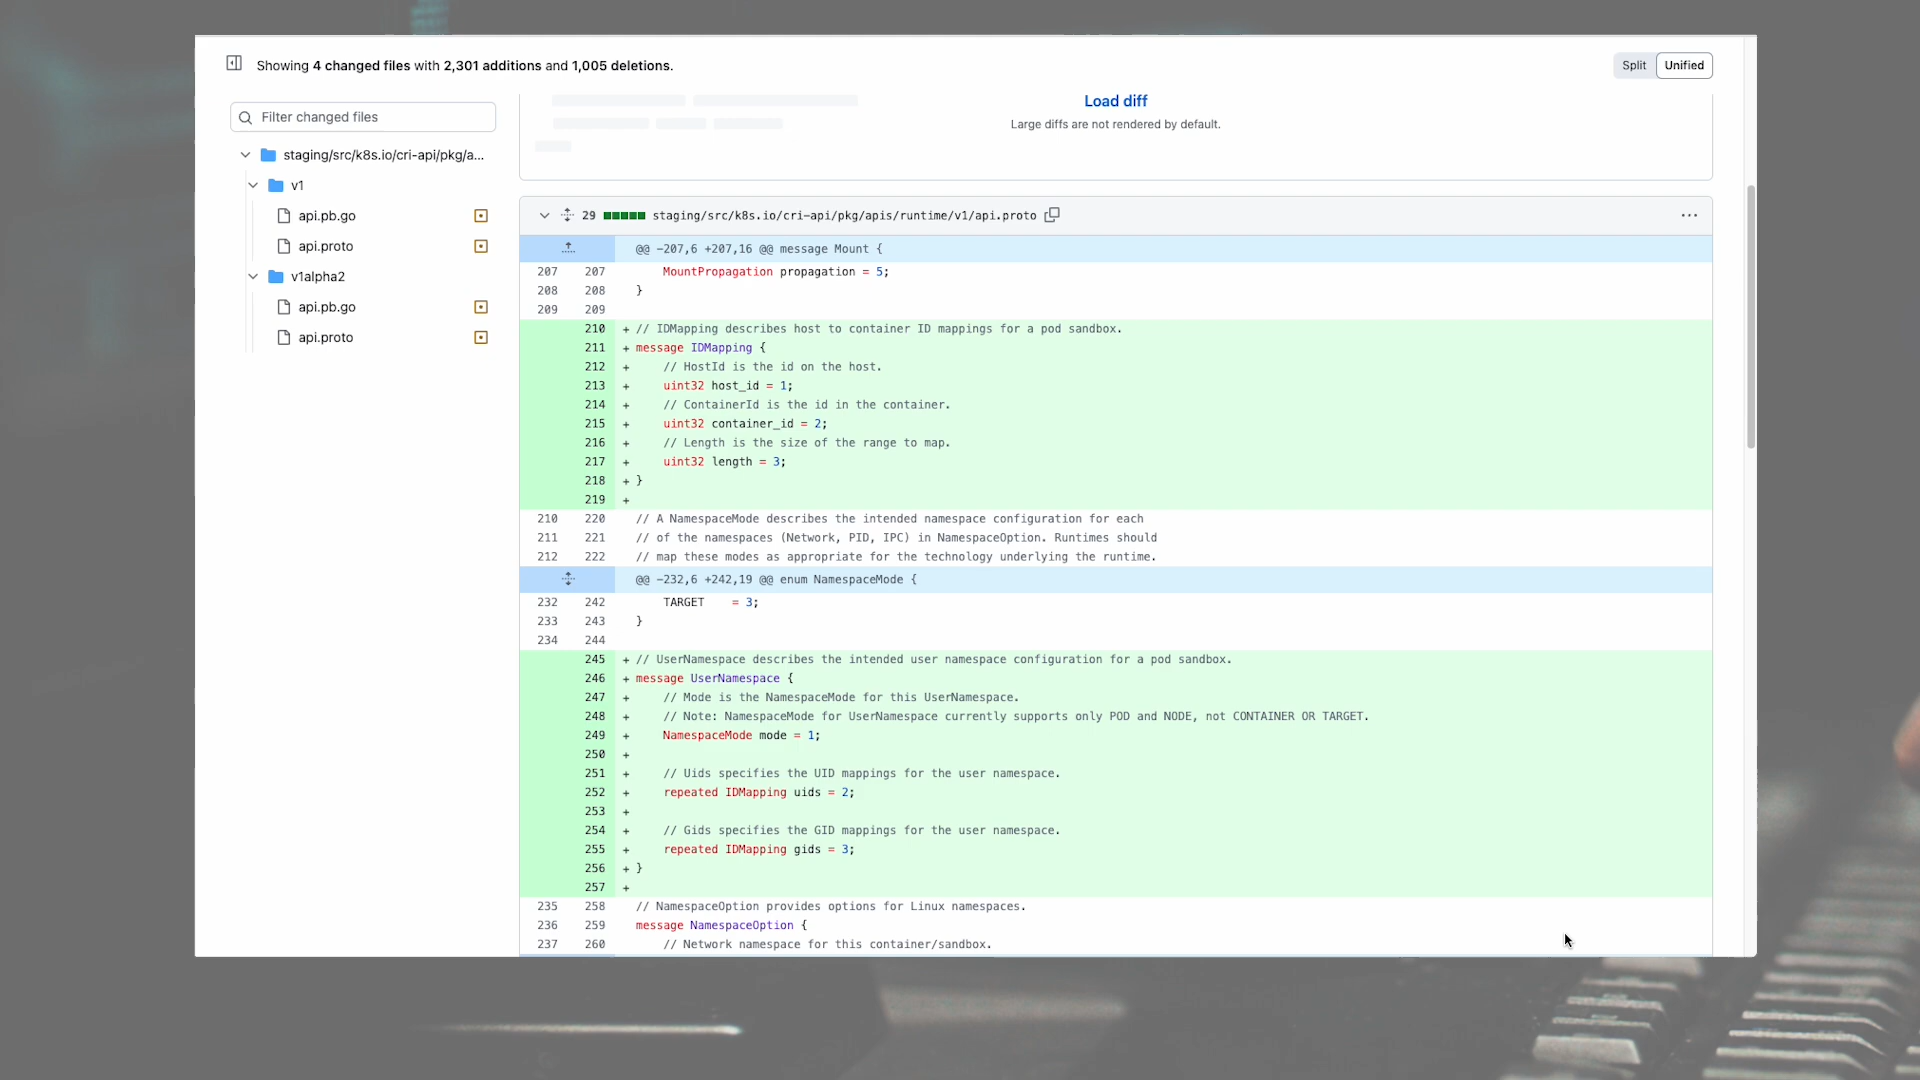 Showing 4 changed files with 2,301 additions and 1,005 deletions.
Split Unified
Filter changed files
staging/src/k8s.io/cri-api/pkg/a...
v1
api.pb.go
api.proto
v1alpha2
api.pb.go
api.proto
Load diff
Large diffs are not rendered by default.
29 staging/src/k8s.io/cri-api/pkg/apis/runtime/v1/api.proto
@@ -207,6 +207,16 @@ message Mount {
207 207 MountPropagation propagation = 5;
208 208 }
209 209
210 + // IDMapping describes host to container ID mappings for a pod sandbox.
211 + message IDMapping {
212 + // HostId is the id on the host.
213 + uint32 host_id = 1;
214 + // ContainerId is the id in the container.
215 + uint32 container_id = 2;
216 + // Length is the size of the range to map.
217 + uint32 length = 3;
218 + }
219 +
210 220 // A NamespaceMode describes the intended namespace configuration for each
211 221 // of the namespaces (Network, PID, IPC) in NamespaceOption. Runtimes should
212 222 // map these modes as appropriate for the technology underlying the runtime.
@@ -232,6 +242,19 @@ enum NamespaceMode {
232 242 TARGET = 3;
233 243 }
234 244
245 + // UserNamespace describes the intended user namespace configuration for a pod sandbox.
246 + message UserNamespace {
247 + // Mode is the NamespaceMode for this UserNamespace.
248 + // Note: NamespaceMode for UserNamespace currently supports only POD and NODE, not CONTAINER OR TARGET.
249 + NamespaceMode mode = 1;
250 +
251 + // Uids specifies the UID mappings for the user namespace.
252 + repeated IDMapping uids = 2;
253 +
254 + // Gids specifies the GID mappings for the user namespace.
255 + repeated IDMapping gids = 3;
256 + }
257 +
235 258 // NamespaceOption provides options for Linux namespaces.
236 259 message NamespaceOption {
237 260 // Network namespace for this container/sandbox.